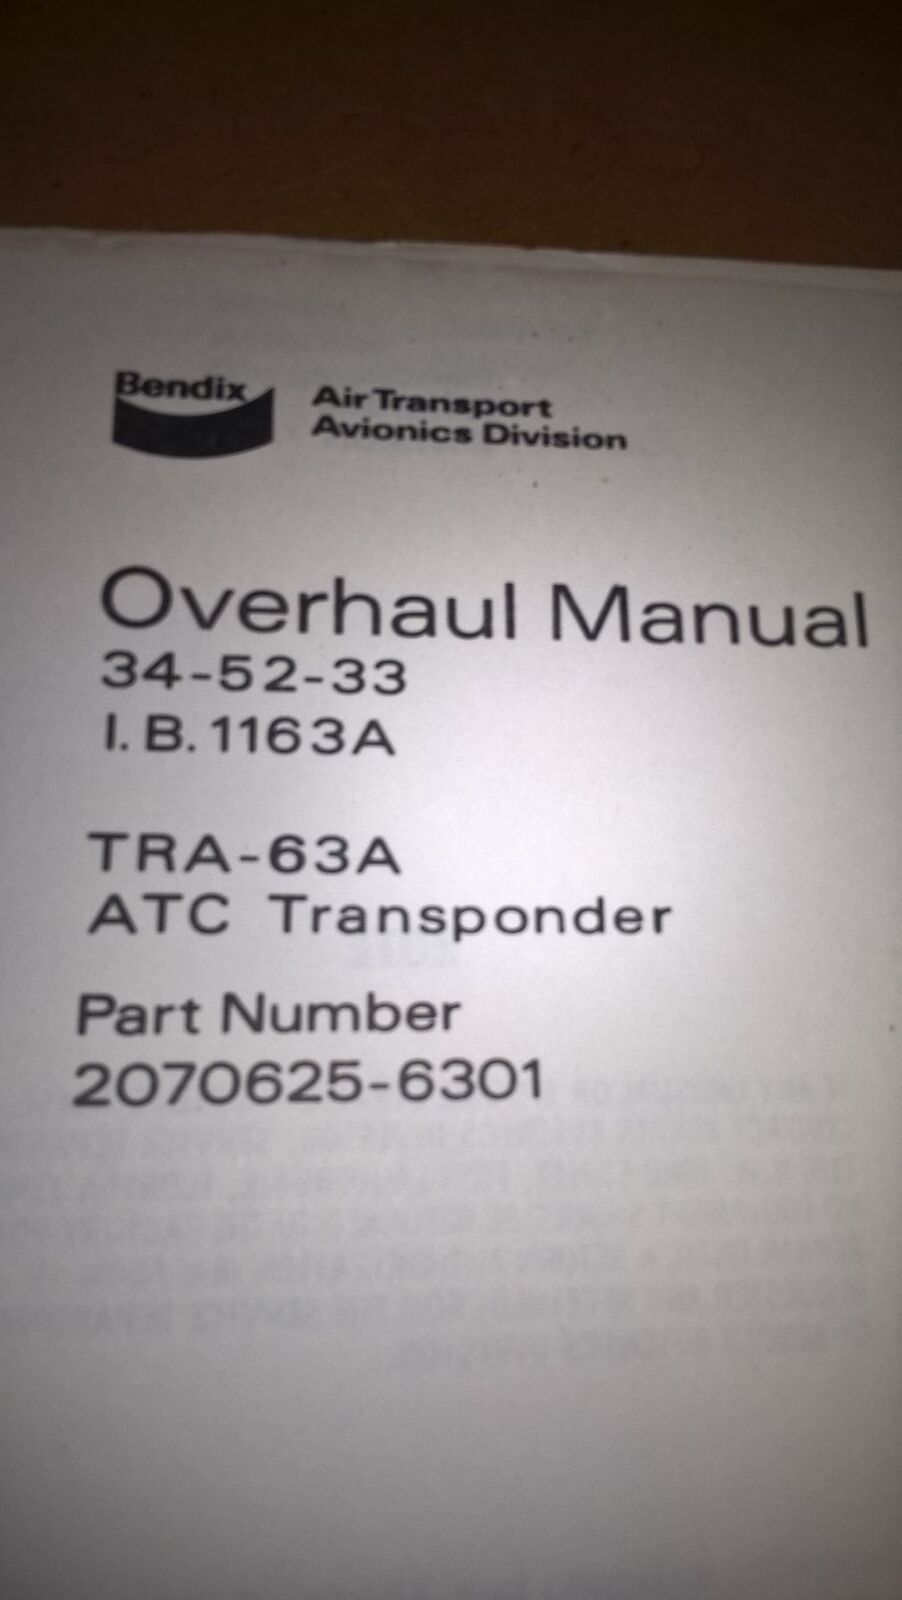 Bendix
Air Transport
Avionics Division
Overhaul Manual
34-52-33
I. B. 1163A
TRA-63A
ATC Transponder
Part Number
2070625-6301